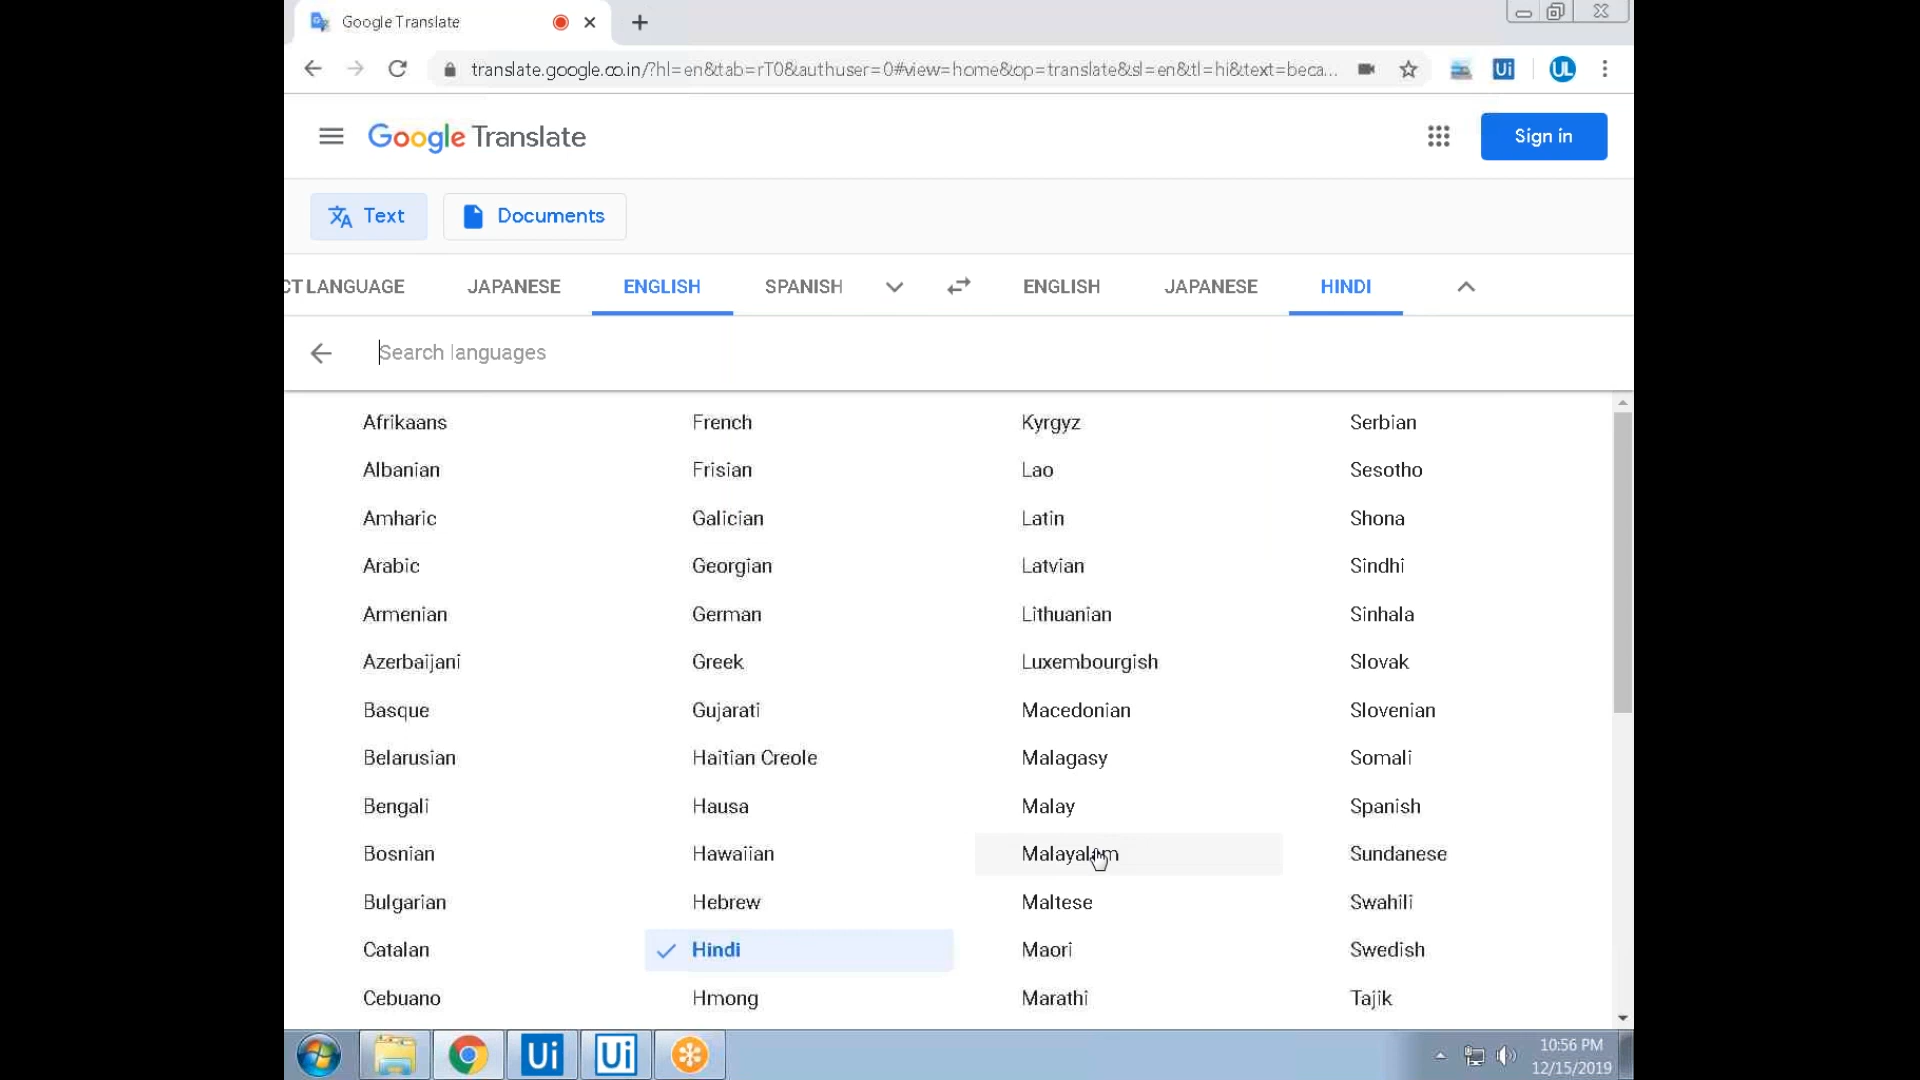 Google Translate
translate.google.co.in/?hl=en&tab=rT0&authuser=0#view=home&op=translate&sl=en&tl=hi&text=beca...
Ui
UL
Google Translate
Sign in
Text
Documents
CT LANGUAGE
JAPANESE
ENGLISH
SPANISH
ENGLISH
JAPANESE
HINDI
Search languages
Afrikaans French Kyrgyz Serbian
Albanian Frisian Lao Sesotho
Amharic Galician Latin Shona
Arabic Georgian Latvian Sindhi
Armenian German Lithuanian Sinhala
Azerbaijani Greek Luxembourgish Slovak
Basque Gujarati Macedonian Slovenian
Belarusian Haitian Creole Malagasy Somali
Bengali Hausa Malay Spanish
Bosnian Hawaiian Malayalam Sundanese
Bulgarian Hebrew Maltese Swahili
Catalan Hindi Maori Swedish
Cebuano Hmong Marathi Tajik
Ui
Ui
10:56 PM
12/15/2019